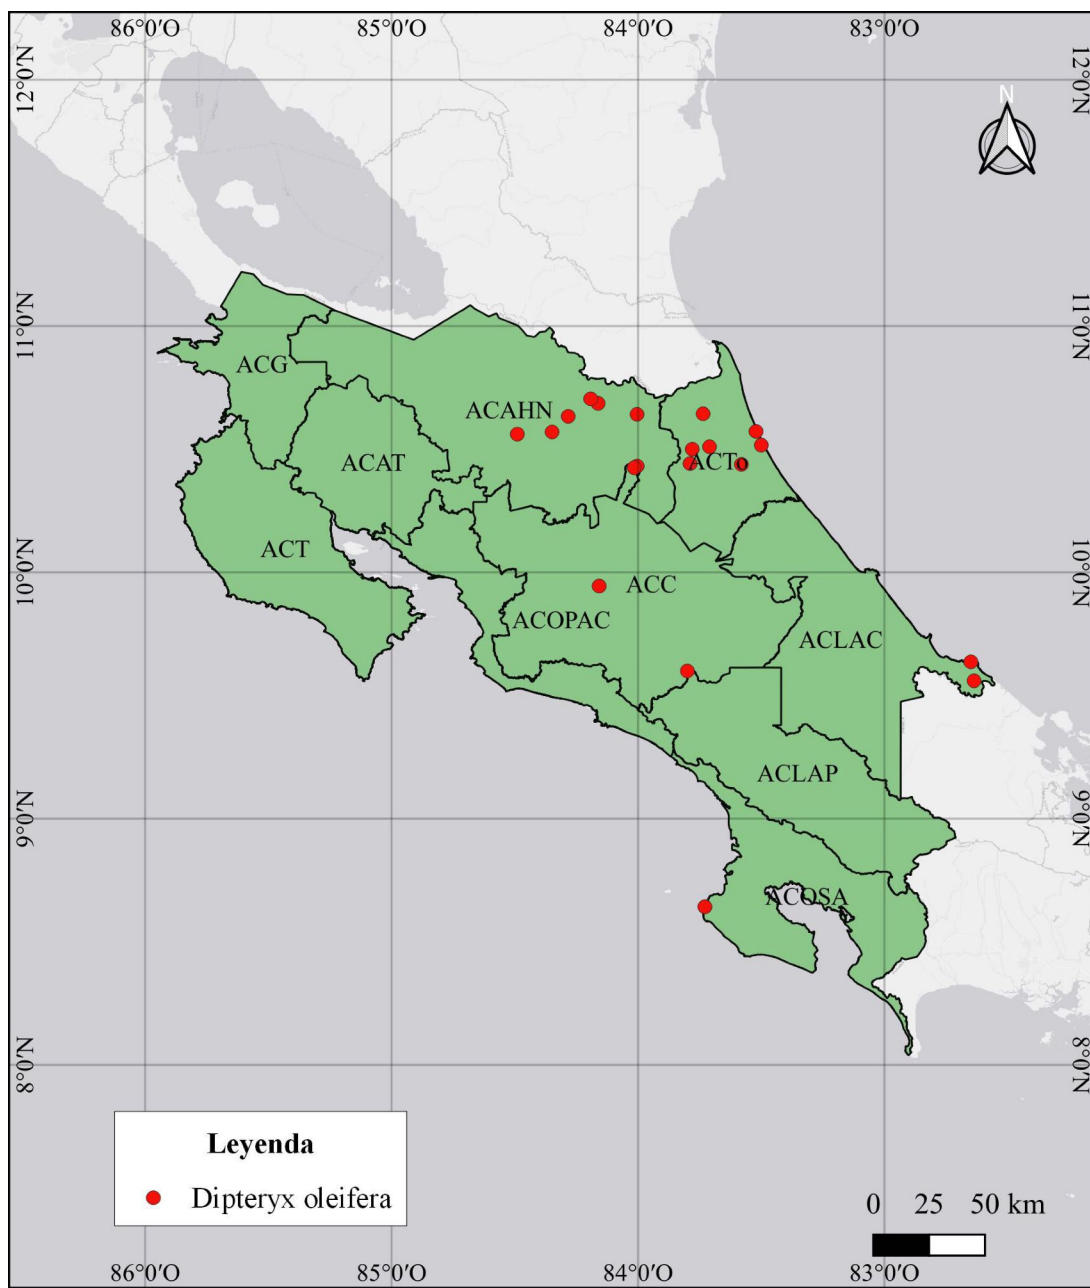 86°0'O 85°0'O 84°0'O 83°0'O
12°0'N 12°0'N
N
11°0'N 11°0'N
ACG
ACAHN
ACAT
ACTo
ACT
10°0'N 10°0'N
ACC
ACOPAC
ACLAC
ACLAP
9°0'N 9°0'N
ACOSA
8°0'N 8°0'N
Leyenda
Dipteryx oleifera
0 25 50 km
86°0'O 85°0'O 84°0'O 83°0'O